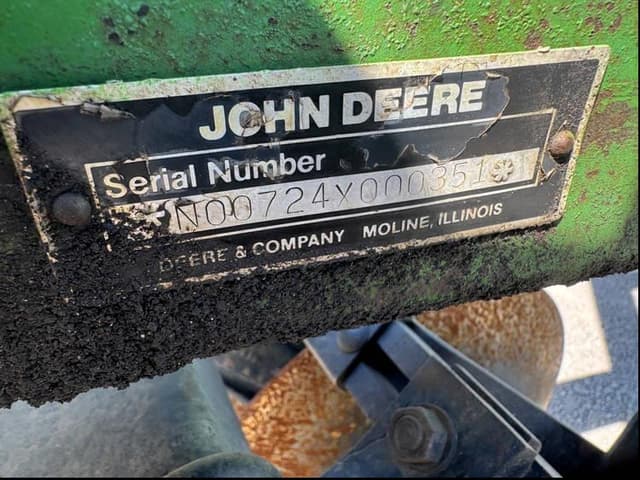 JOHN DEERE
Serial Number
*N00724X000351*
DEERE & COMPANY MOLINE, ILLINOIS